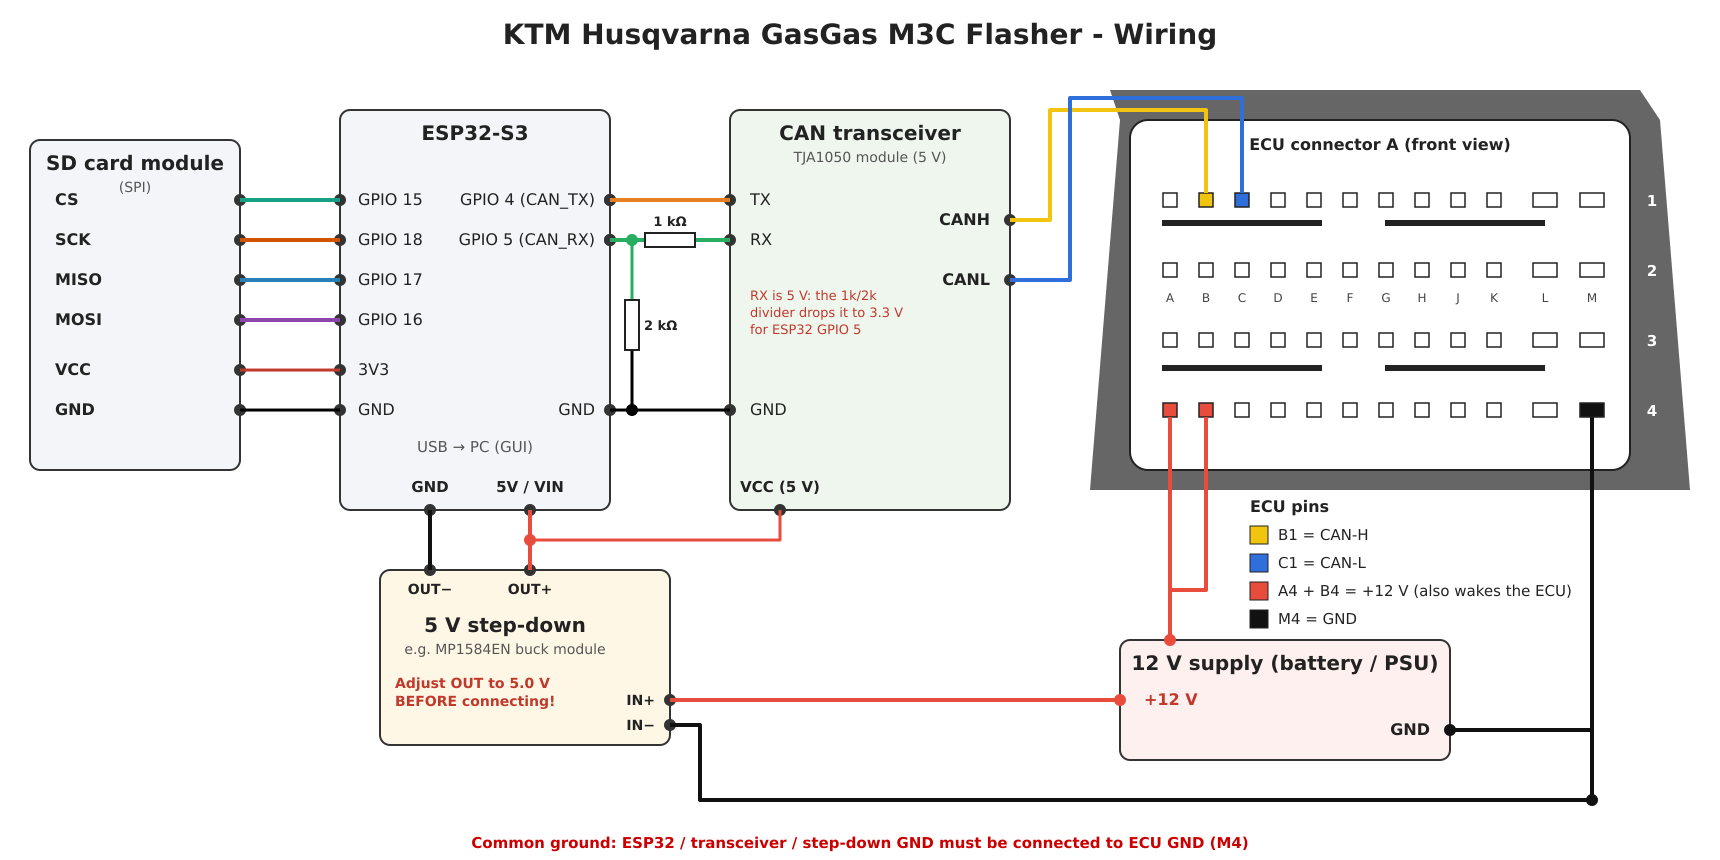 KTM Husqvarna GasGas M3C Flasher - Wiring
SD card module
(SPI)
CS
SCK
MISO
MOSI
VCC
GND
ESP32-S3
GPIO 15
GPIO 18
GPIO 17
GPIO 16
3V3
GND
GPIO 4 (CAN_TX)
GPIO 5 (CAN_RX)
GND
USB → PC (GUI)
GND
5V / VIN
1 kΩ
2 kΩ
CAN transceiver
TJA1050 module (5 V)
TX
RX
CANH
CANL
RX is 5 V: the 1k/2k
divider drops it to 3.3 V
for ESP32 GPIO 5
GND
VCC (5 V)
ECU connector A (front view)
1
2
A B C D E F G H J K L M
3
4
ECU pins
B1 = CAN-H
C1 = CAN-L
A4 + B4 = +12 V (also wakes the ECU)
M4 = GND
OUT−
OUT+
5 V step-down
e.g. MP1584EN buck module
Adjust OUT to 5.0 V
BEFORE connecting!
IN+
IN−
12 V supply (battery / PSU)
+12 V
GND
Common ground: ESP32 / transceiver / step-down GND must be connected to ECU GND (M4)